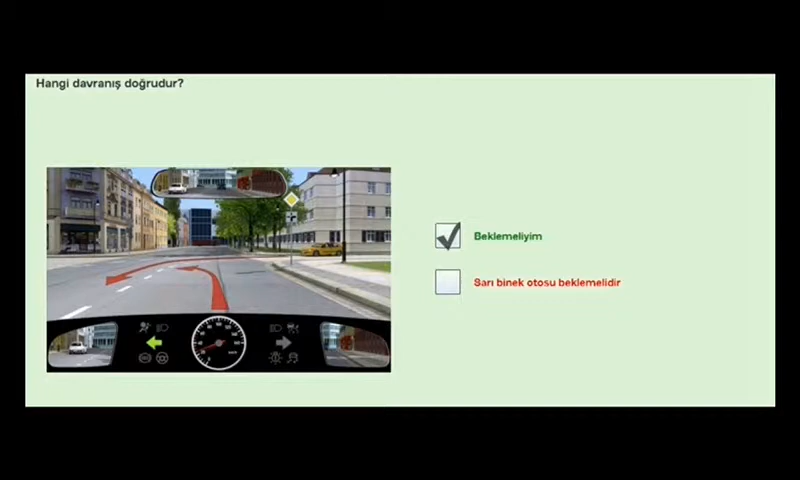 Hangi davranış doğrudur?
Beklemeliyim
Sarı binek otosu beklemelidir